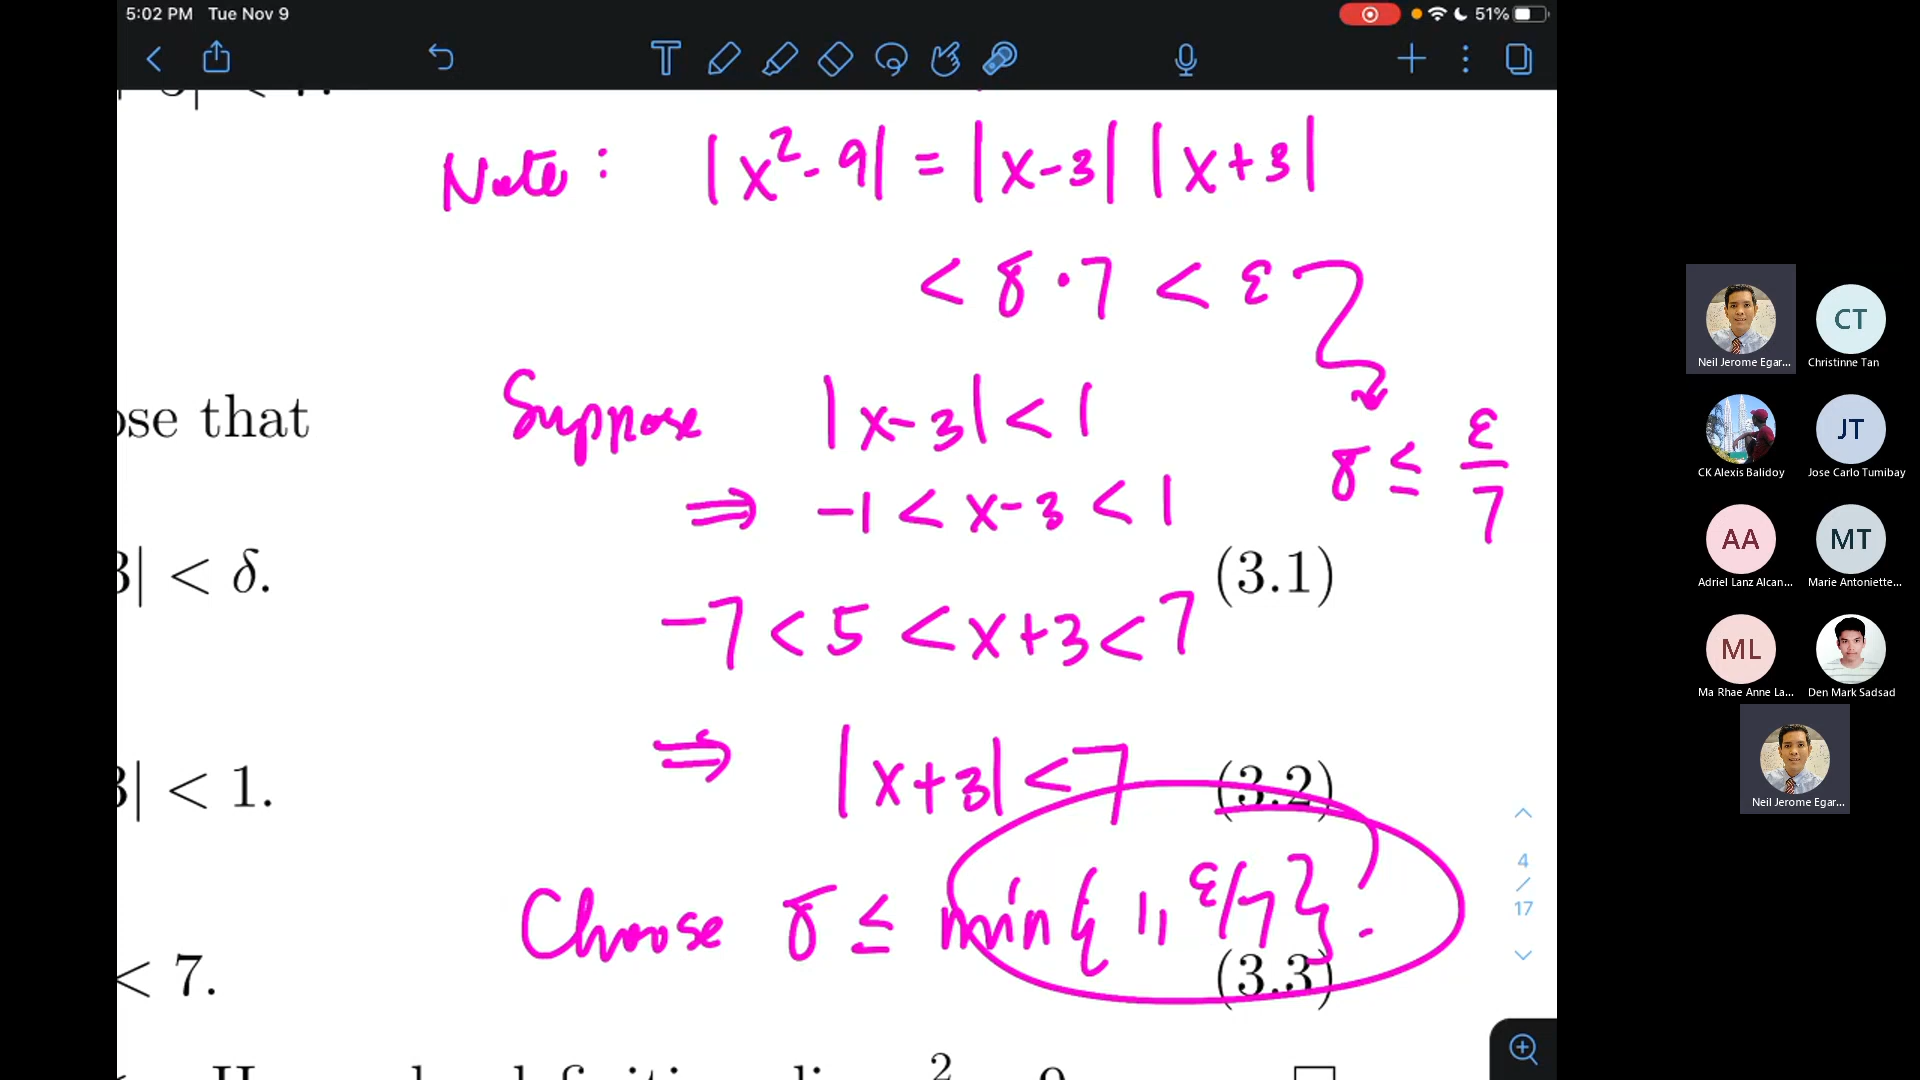 5:02 PM Tue Nov 9
51%
Note: |x²-9| = |x-3| |x+3|
< δ·7 < ε
Suppose |x-3| < 1
δ ≤ ε/7
⇒ -1 < x-3 < 1
ose that
3| < δ. (3.1)
-7 < 5 < x+3 < 7
⇒ |x+3| < 7
3| < 1. (3.2)
Choose δ ≤ min{1, ε/7}.
< 7. (3.3)
4
/
17
Neil Jerome Egar...
CT
Christinne Tan
CK Alexis Balidoy
JT
Jose Carlo Tumibay
AA
Adriel Lanz Alcan...
MT
Marie Antoniette...
ML
Ma Rhae Anne La...
Den Mark Sadsad
Neil Jerome Egar...